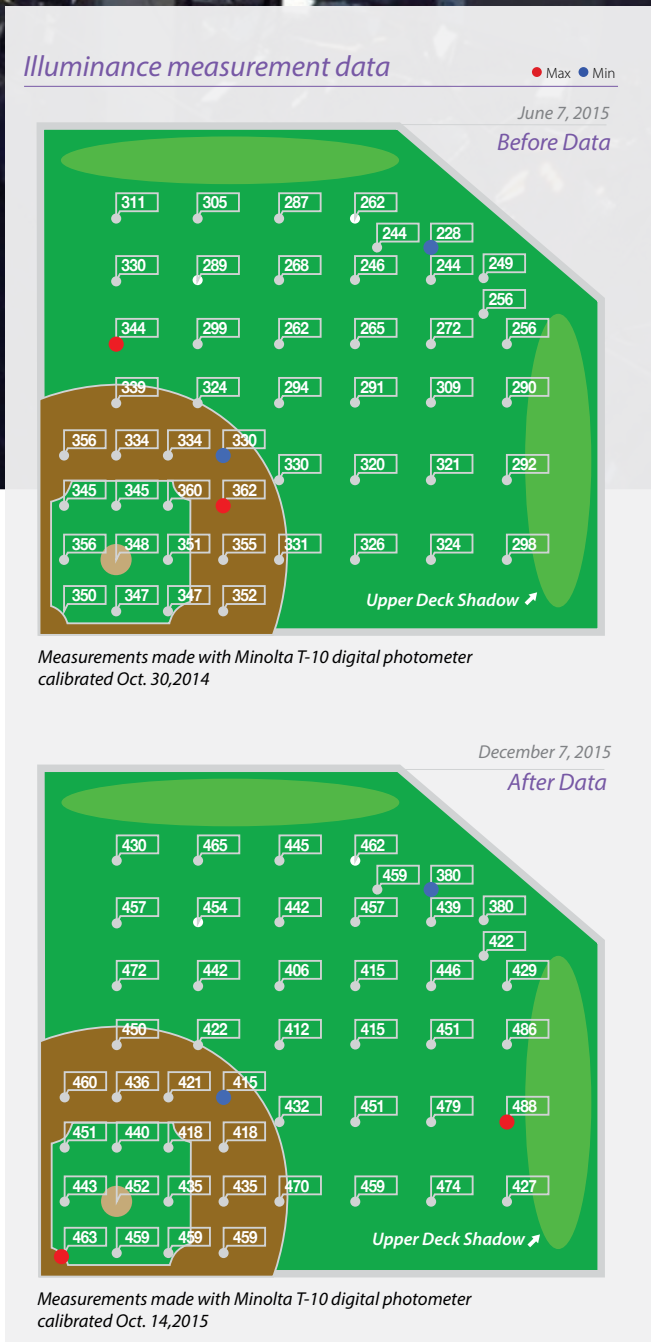 Illuminance measurement data
Max Min
June 7, 2015
Before Data
311 305 287 262
244 228
330 289 268 246 244 249
256
344 299 262 265 272 256
339 324 294 291 309 290
356 334 334 330
330 320 321 292
345 345 360 362
356 348 351 355 331 326 324 298
350 347 347 352
Upper Deck Shadow
Measurements made with Minolta T-10 digital photometer
calibrated Oct. 30,2014
December 7, 2015
After Data
430 465 445 462
459 380
457 454 442 457 439 380
422
472 442 406 415 446 429
450 422 412 415 451 486
460 436 421 415
432 451 479 488
451 440 418 418
443 452 435 435 470 459 474 427
463 459 459 459
Upper Deck Shadow
Measurements made with Minolta T-10 digital photometer
calibrated Oct. 14,2015